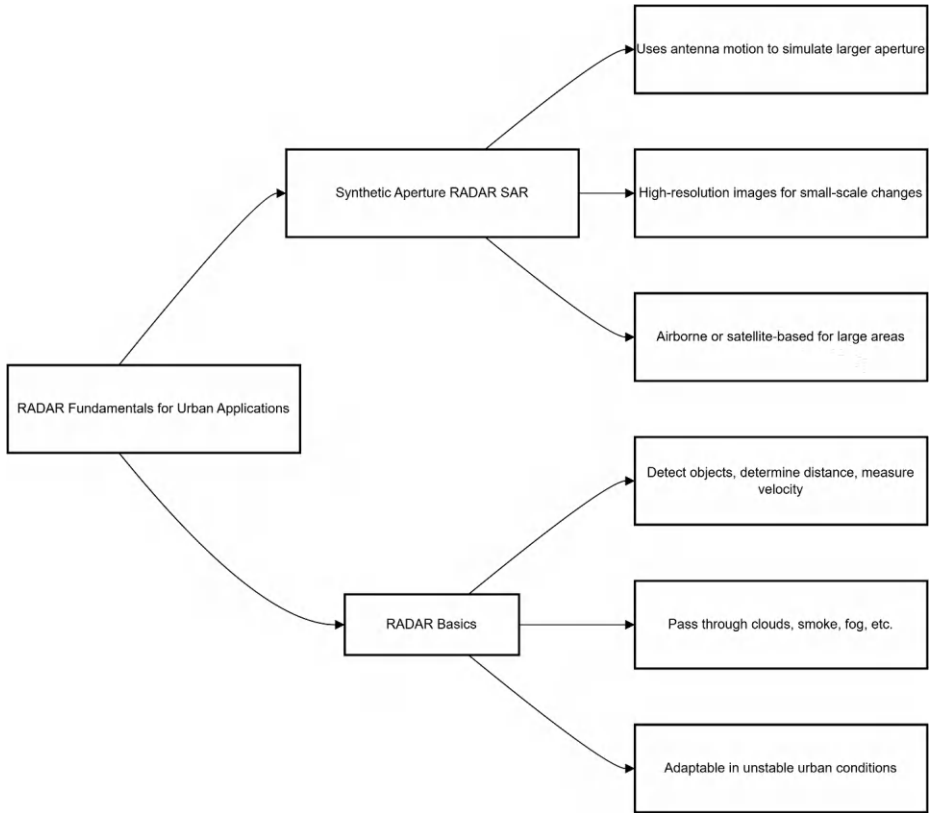 Uses antenna motion to simulate larger aperture
Synthetic Aperture RADAR SAR
High-resolution images for small-scale changes
Airborne or satellite-based for large areas
RADAR Fundamentals for Urban Applications
Detect objects, determine distance, measure
velocity
RADAR Basics
Pass through clouds, smoke, fog, etc.
Adaptable in unstable urban conditions